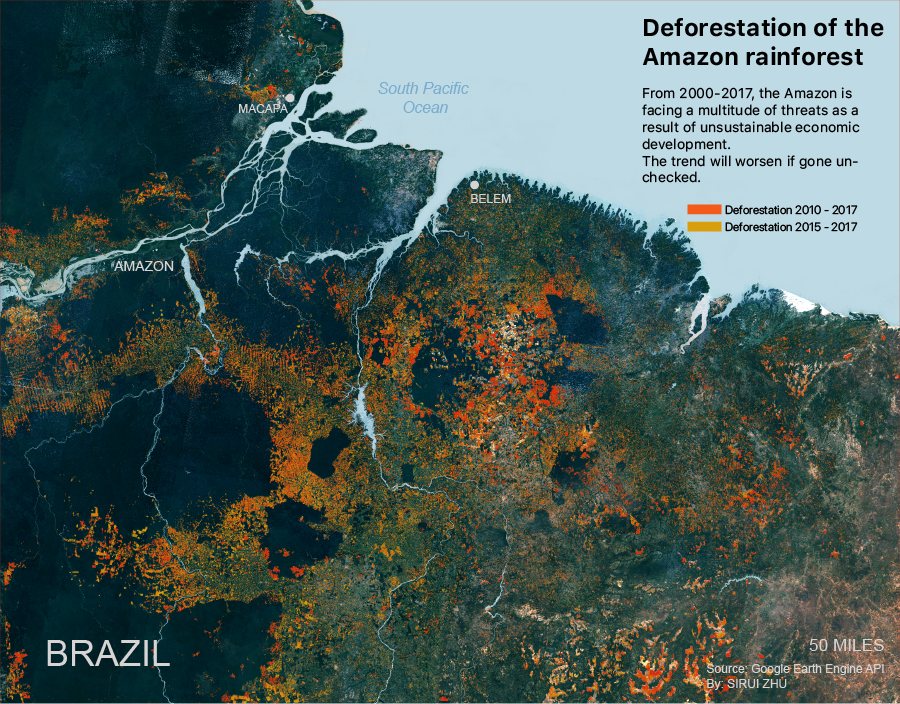 Deforestation of the
Amazon rainforest
From 2000-2017, the Amazon is
facing a multitude of threats as a
result of unsustainable economic
development.
The trend will worsen if gone un-
checked.
Deforestation 2010 - 2017
Deforestation 2015 - 2017
South Pacific
Ocean
MACAPA
BELEM
AMAZON
BRAZIL
50 MILES
Source: Google Earth Engine API
By: SIRUI ZHU